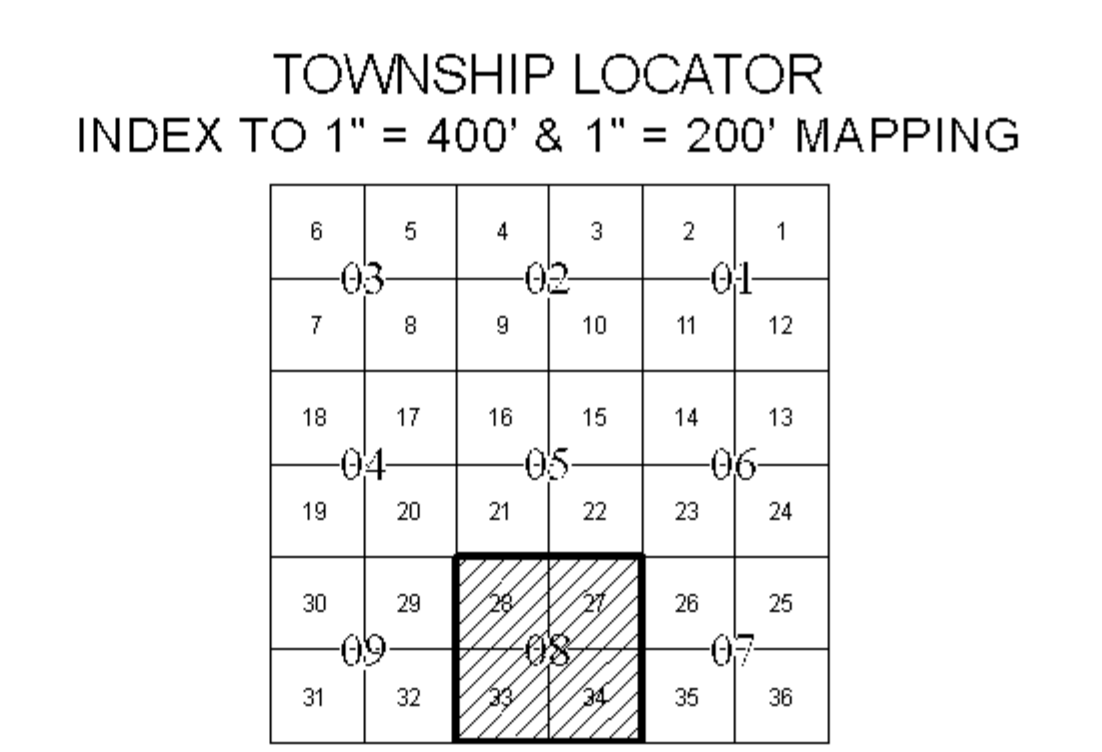 TOWNSHIP LOCATOR
INDEX TO 1" = 400' & 1" = 200' MAPPING
6 5 4 3 2 1
03 02 01
7 8 9 10 11 12
18 17 16 15 14 13
04 05 06
19 20 21 22 23 24
30 29 28 27 26 25
09 08 07
31 32 33 34 35 36